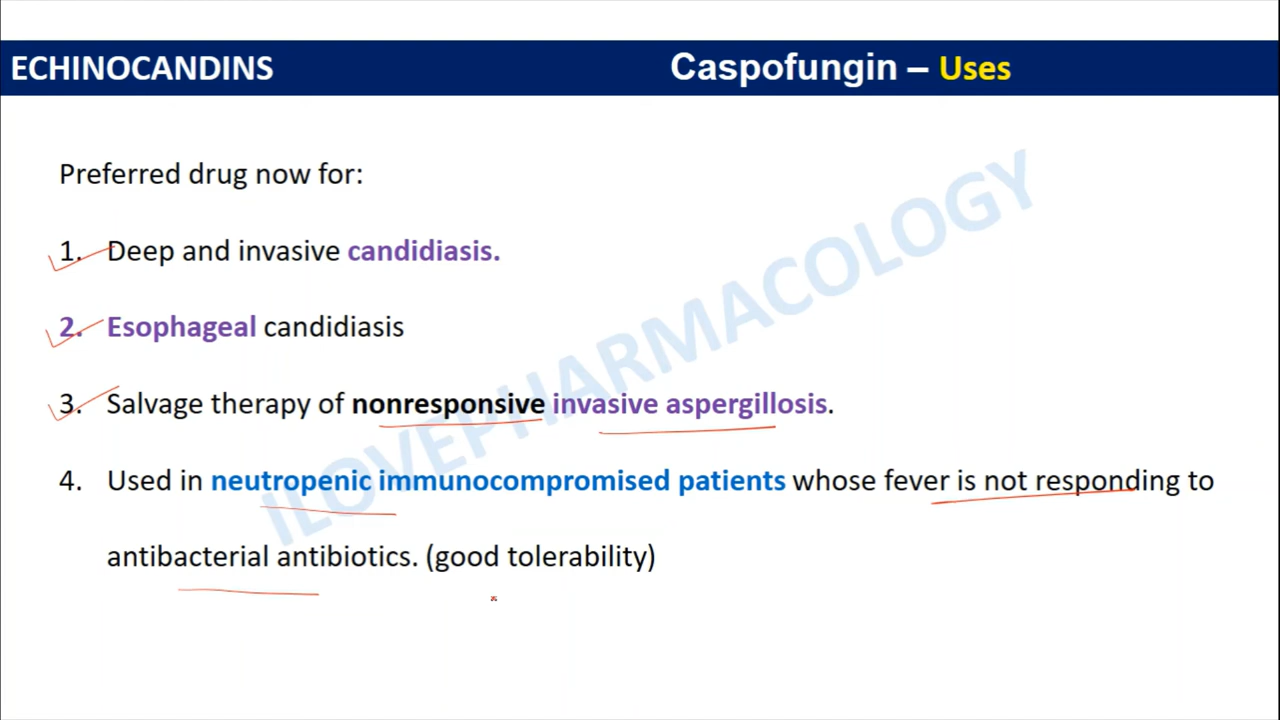 ECHINOCANDINS Caspofungin – Uses
Preferred drug now for:
1. Deep and invasive candidiasis.
2. Esophageal candidiasis
3. Salvage therapy of nonresponsive invasive aspergillosis.
4. Used in neutropenic immunocompromised patients whose fever is not responding to
antibacterial antibiotics. (good tolerability)
ILOVEPHARMACOLOGY